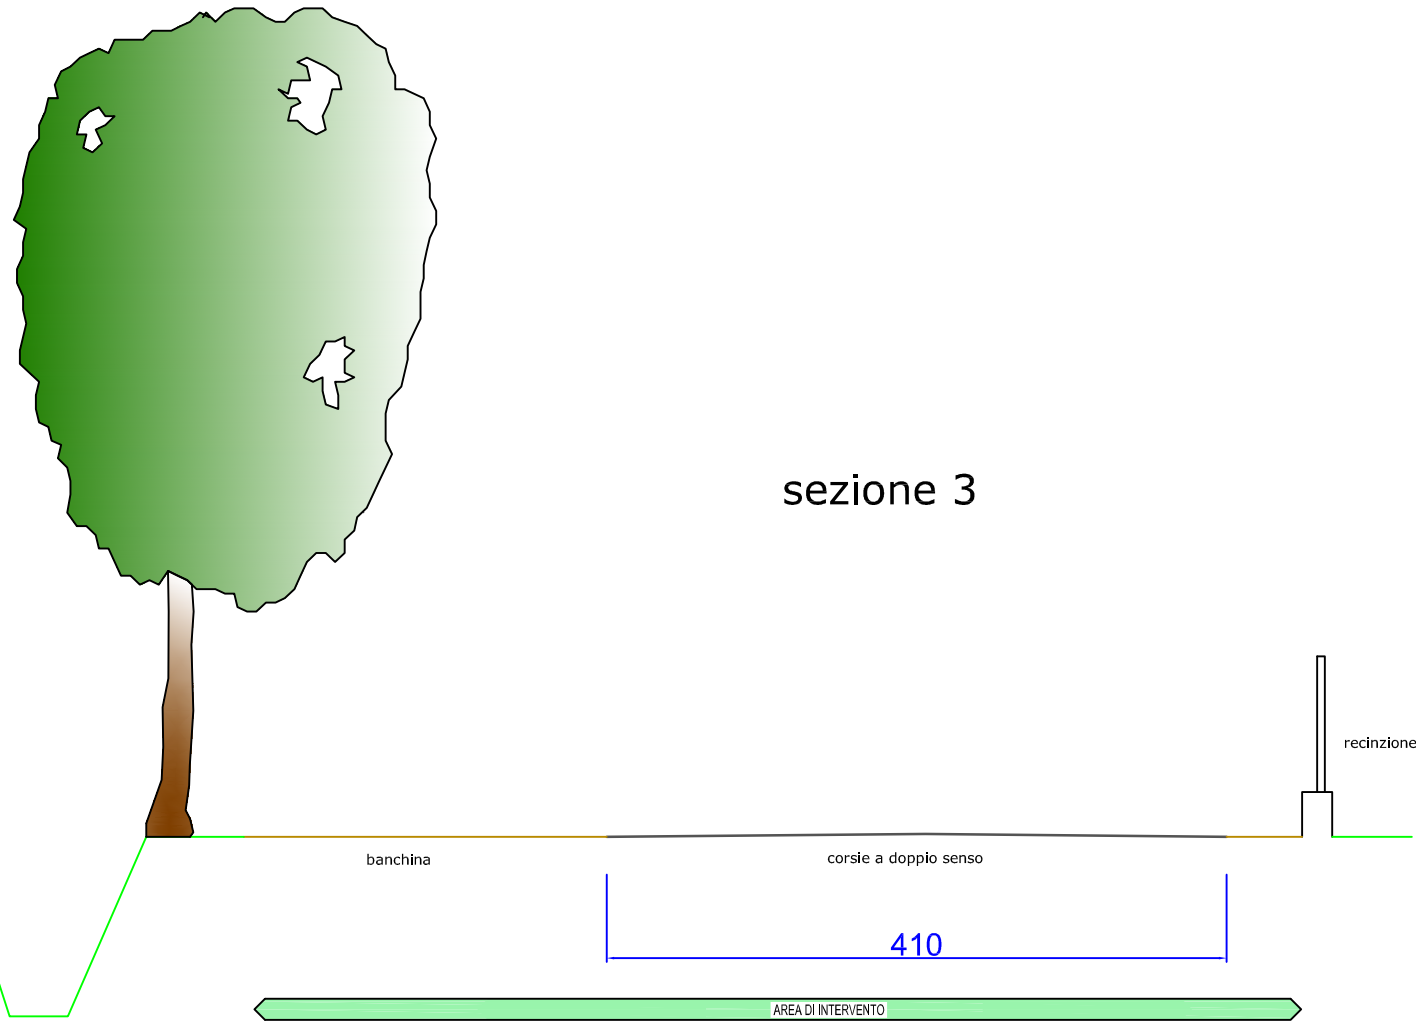 sezione 3
recinzione
banchina
corsie a doppio senso
410
AREA DI INTERVENTO